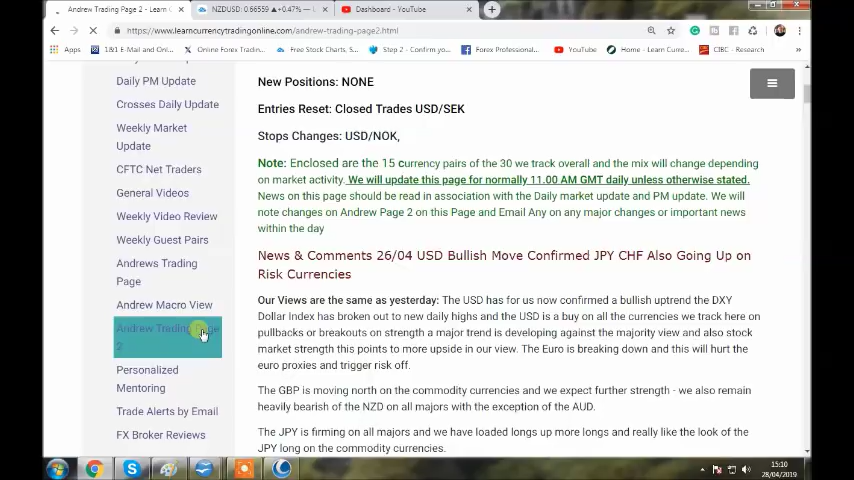 Andrew Trading Page 2 - Learn C
NZDUSD: 0.66559 ▲+0.47% —
Dashboard - YouTube
https://www.learncurrencytradingonline.com/andrew-trading-page2.html
Apps
1&1 E-Mail and Onl
Online Forex Trading
Free Stock Charts, S
Step 2 - Confirm yo
Forex Professional.
YouTube
Home - Learn Curre
CIBC - Research
Daily PM Update
Crosses Daily Update
Weekly Market
Update
CFTC Net Traders
General Videos
Weekly Video Review
Weekly Guest Pairs
Andrews Trading
Page
Andrew Macro View
Andrew Trading Page
2
Personalized
Mentoring
Trade Alerts by Email
FX Broker Reviews
New Positions: NONE
Entries Reset: Closed Trades USD/SEK
Stops Changes: USD/NOK,
Note: Enclosed are the 15 currency pairs of the 30 we track overall and the mix will change depending
on market activity. We will update this page for normally 11.00 AM GMT daily unless otherwise stated.
News on this page should be read in association with the Daily market update and PM update. We will
note changes on Andrew Page 2 on this Page and Email Any on any major changes or important news
within the day
News & Comments 26/04 USD Bullish Move Confirmed JPY CHF Also Going Up on
Risk Currencies
Our Views are the same as yesterday: The USD has for us now confirmed a bullish uptrend the DXY
Dollar Index has broken out to new daily highs and the USD is a buy on all the currencies we track here on
pullbacks or breakouts on strength a major trend is developing against the majority view and also stock
market strength this points to more upside in our view. The Euro is breaking down and this will hurt the
euro proxies and trigger risk off.
The GBP is moving north on the commodity currencies and we expect further strength - we also remain
heavily bearish of the NZD on all majors with the exception of the AUD.
The JPY is firming on all majors and we have loaded longs up more longs and really like the look of the
JPY long on the commodity currencies.
15:10
28/04/2019